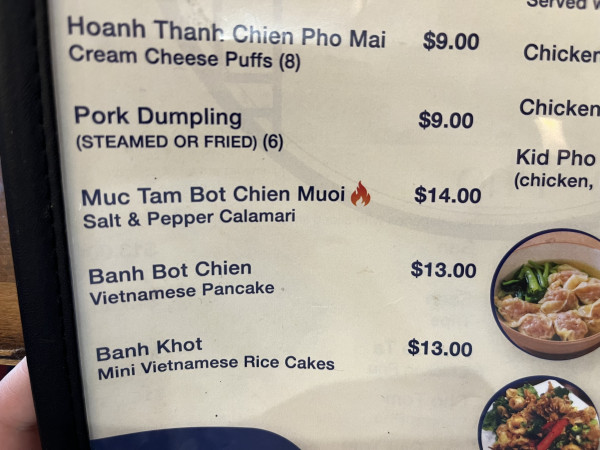 Hoanh Thanh Chien Pho Mai $9.00
Cream Cheese Puffs (8)
Pork Dumpling $9.00
(STEAMED OR FRIED) (6)
Muc Tam Bot Chien Muoi $14.00
Salt & Pepper Calamari
Banh Bot Chien $13.00
Vietnamese Pancake
Banh Khot $13.00
Mini Vietnamese Rice Cakes
Served
Chicken
Chicken
Kid Pho
(chicken,